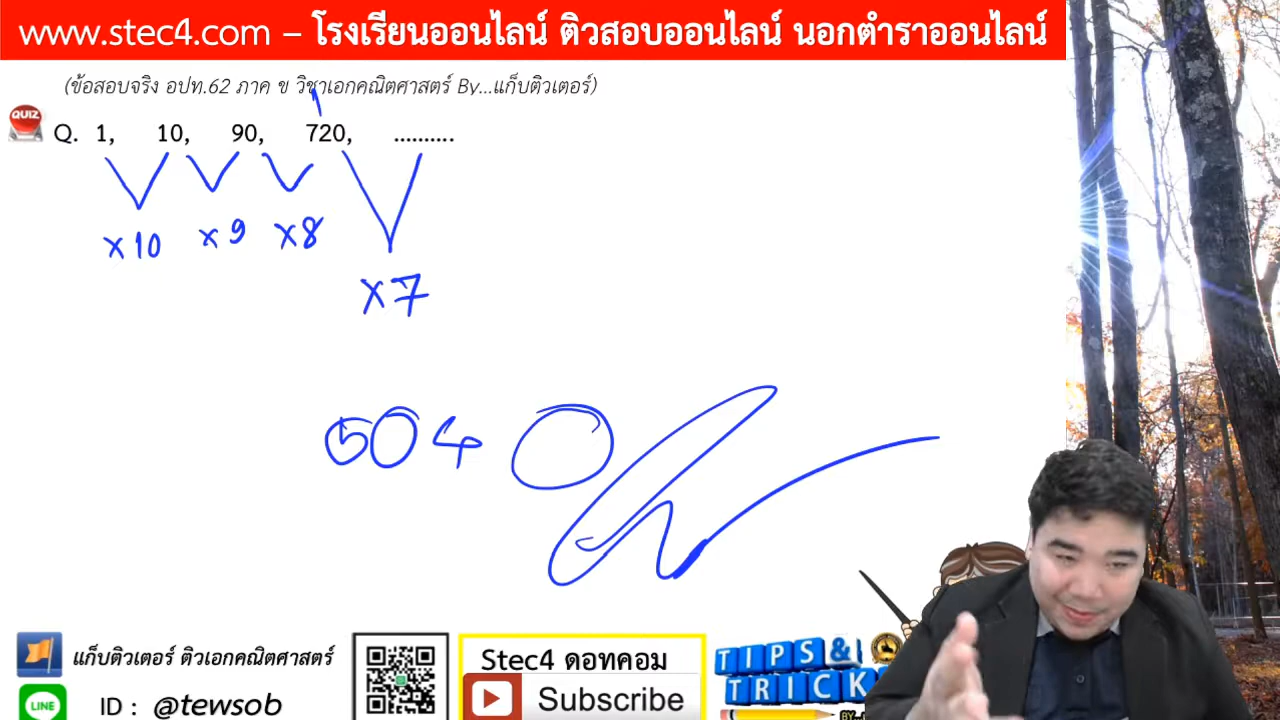 www.stec4.com – โรงเรียนออนไลน์ ติวสอบออนไลน์ นอกตำราออนไลน์
(ข้อสอบจริง อปท.62 ภาค ข วิชาเอกคณิตศาสตร์ By...แก็บติวเตอร์)
QUIZ Q. 1, 10, 90, 720, ..........
×10 ×9 ×8
×7
5040
แก็บติวเตอร์ ติวเอกคณิตศาสตร์
LINE ID : @tewsob
Stec4 ดอทคอม
Subscribe
TIPS &
TRICK